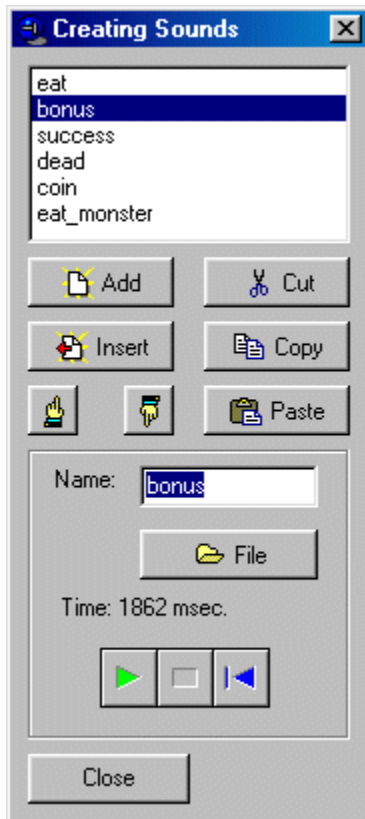 Creating Sounds
eat
bonus
success
dead
coin
eat_monster
Add
Cut
Insert
Copy
Paste
Name: bonus
File
Time: 1862 msec.
Close